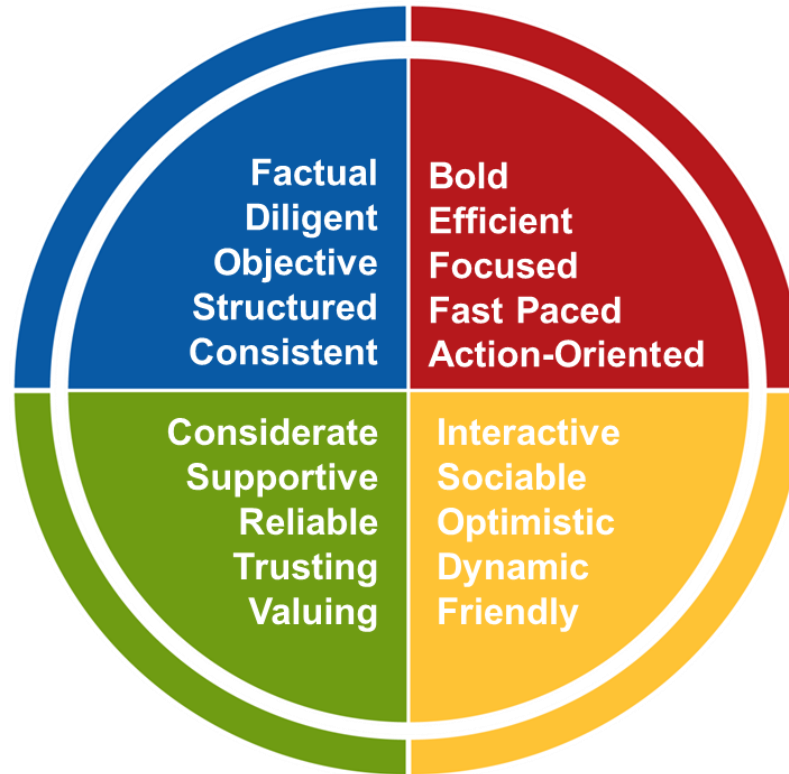 Factual
Diligent
Objective
Structured
Consistent
Bold
Efficient
Focused
Fast Paced
Action-Oriented
Considerate
Supportive
Reliable
Trusting
Valuing
Interactive
Sociable
Optimistic
Dynamic
Friendly